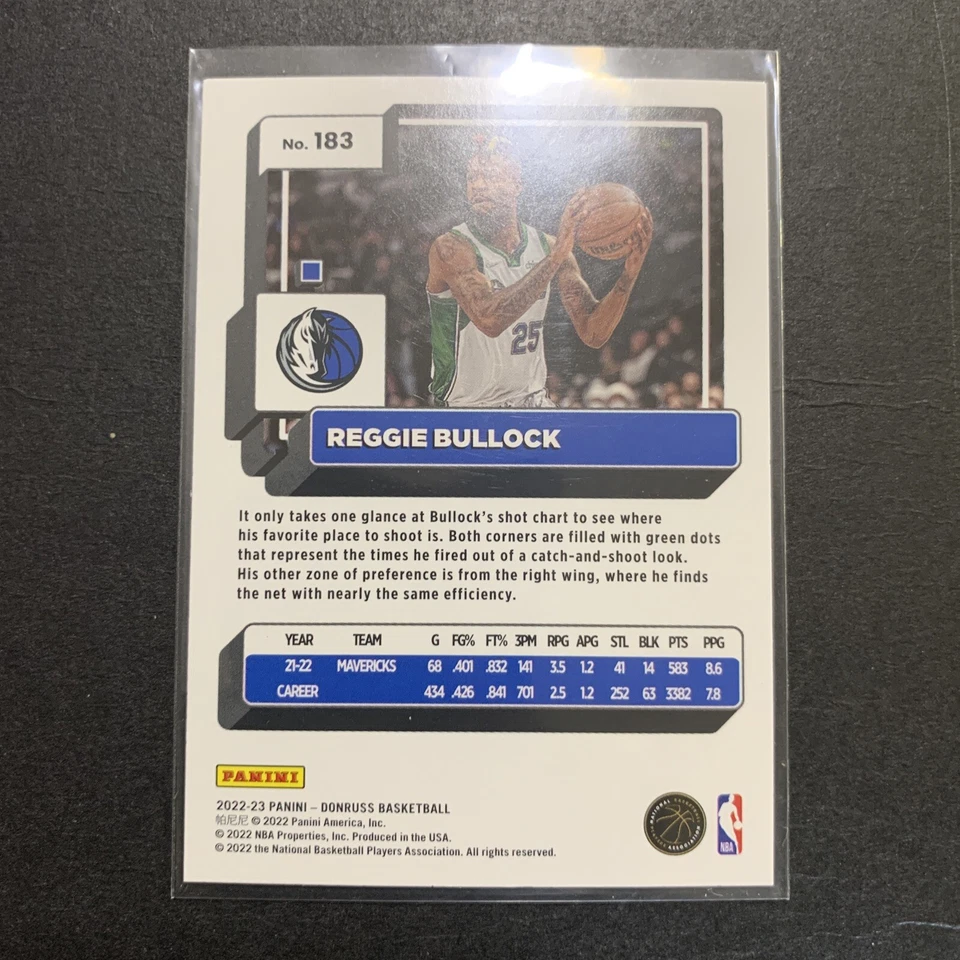 No. 183
25
REGGIE BULLOCK
It only takes one glance at Bullock's shot chart to see where
his favorite place to shoot is. Both corners are filled with green dots
that represent the times he fired out of a catch-and-shoot look.
His other zone of preference is from the right wing, where he finds
the net with nearly the same efficiency.
YEAR TEAM G FG% FT% 3PM RPG APG STL BLK PTS PPG
21-22 MAVERICKS 68 .401 .832 141 3.5 1.2 41 14 583 8.6
CAREER 434 .426 .841 701 2.5 1.2 252 63 3382 7.8
PANINI
2022-23 PANINI – DONRUSS BASKETBALL
帕尼尼 © 2022 Panini America, Inc.
© 2022 NBA Properties, Inc. Produced in the USA.
© 2022 the National Basketball Players Association. All rights reserved.
NATIONAL BASKETBALL
PLAYERS ASSOCIATION
NBA